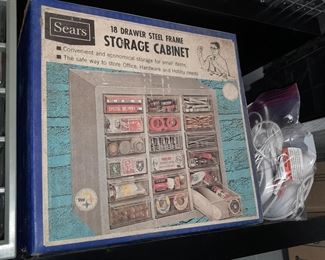 Sears
18 DRAWER STEEL FRAME
STORAGE CABINET
■ Convenient and economical storage for small items.
■ The safe way to store Office, Hardware and Hobby needs